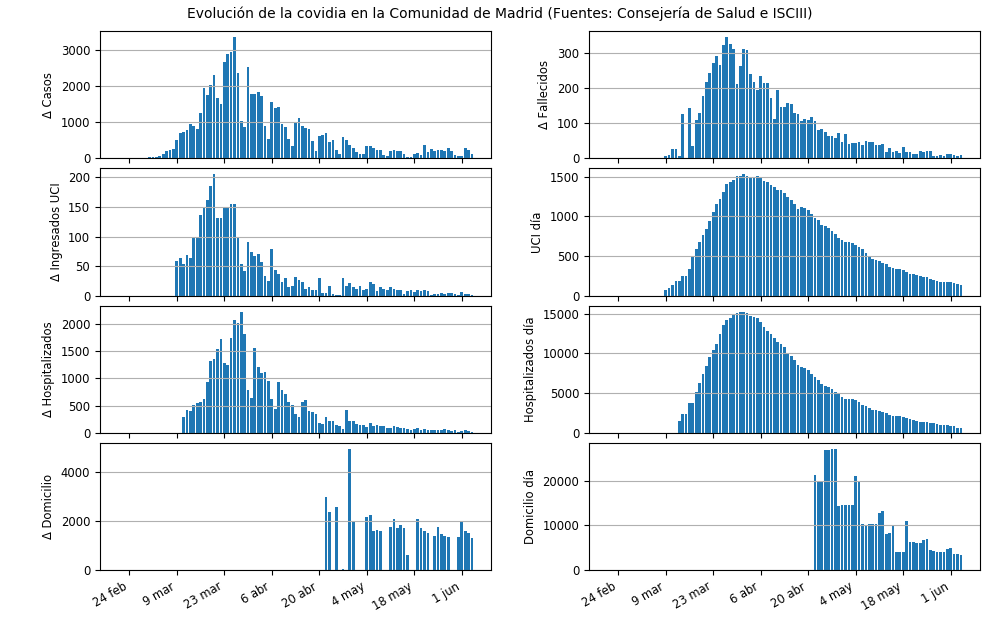 Evolución de la covidia en la Comunidad de Madrid (Fuentes: Consejería de Salud e ISCIII)
Δ Casos
3000
2000
1000
0
Δ Fallecidos
300
200
100
0
Δ Ingresados UCI
200
150
100
50
0
UCI día
1500
1000
500
0
Δ Hospitalizados
2000
1500
1000
500
0
Hospitalizados día
15000
10000
5000
0
Δ Domicilio
4000
2000
0
Domicilio día
20000
10000
0
24 feb
9 mar
23 mar
6 abr
20 abr
4 may
18 may
1 jun
24 feb
9 mar
23 mar
6 abr
20 abr
4 may
18 may
1 jun